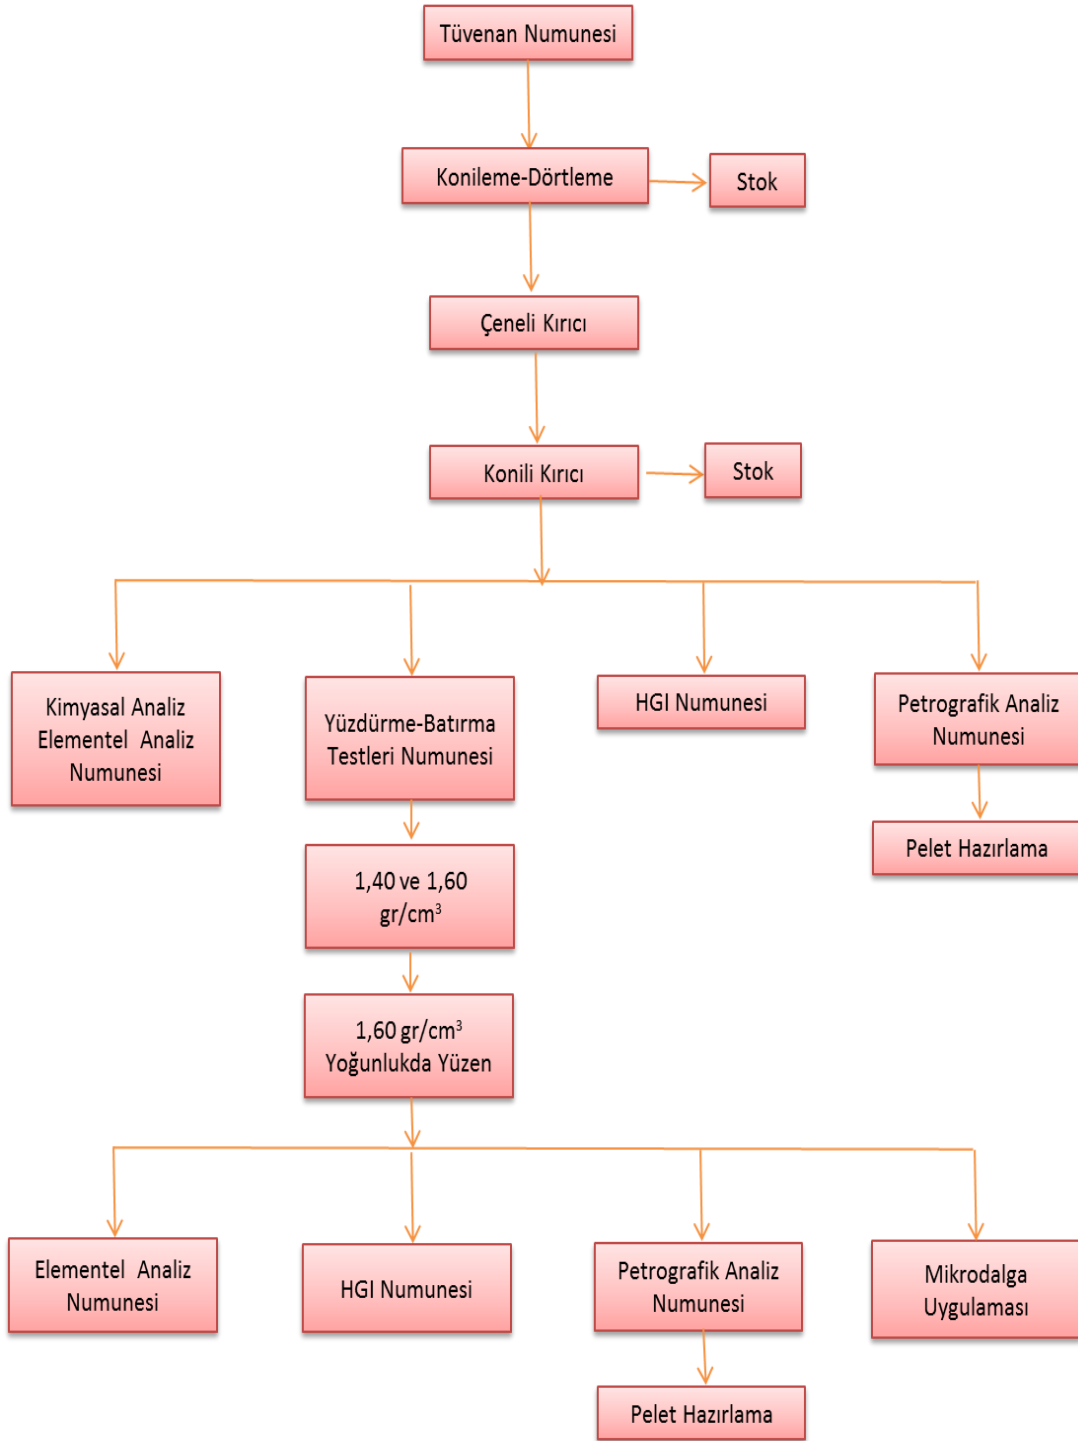 Tüvenan Numunesi
Konileme-Dörtleme
Stok
Çeneli Kırıcı
Konili Kırıcı
Stok
Kimyasal Analiz
Elementel Analiz
Numunesi
Yüzdürme-Batırma
Testleri Numunesi
HGI Numunesi
Petrografik Analiz
Numunesi
Pelet Hazırlama
1,40 ve 1,60
gr/cm³
1,60 gr/cm³
Yoğunlukda Yüzen
Elementel Analiz
Numunesi
HGI Numunesi
Petrografik Analiz
Numunesi
Mikrodalga
Uygulaması
Pelet Hazırlama